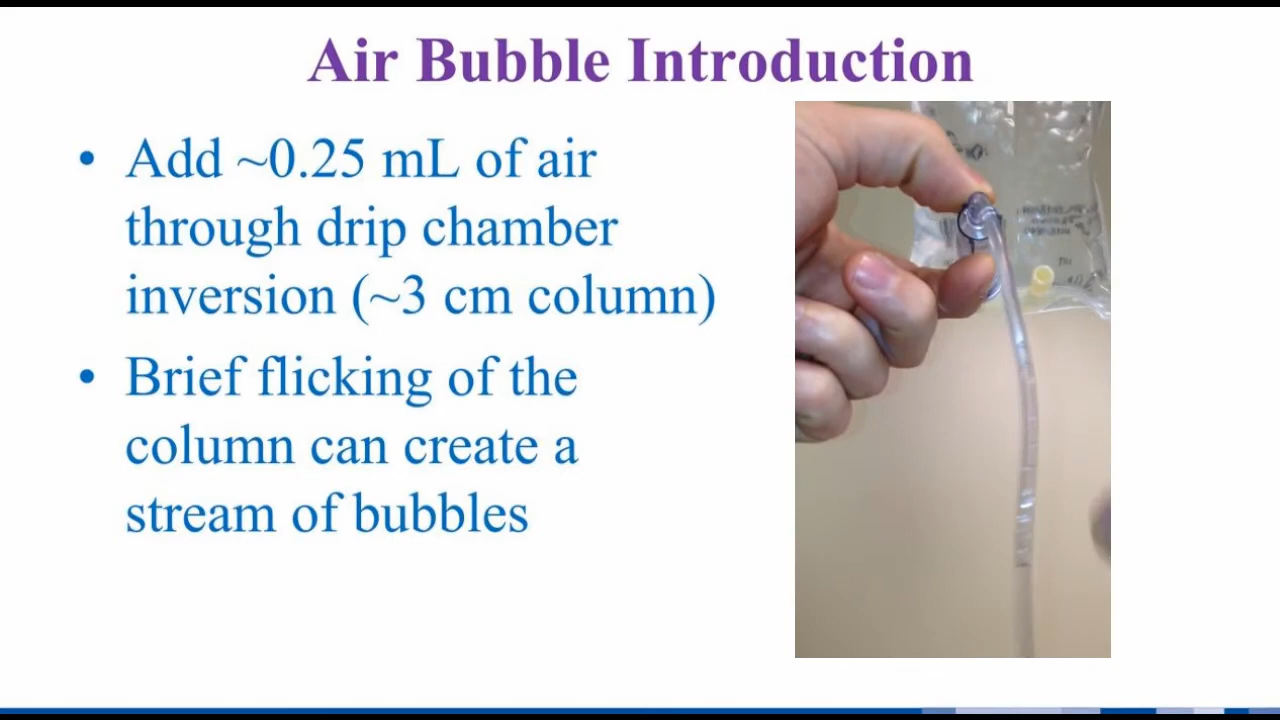 Air Bubble Introduction
• Add ~0.25 mL of air
through drip chamber
inversion (~3 cm column)
• Brief flicking of the
column can create a
stream of bubbles